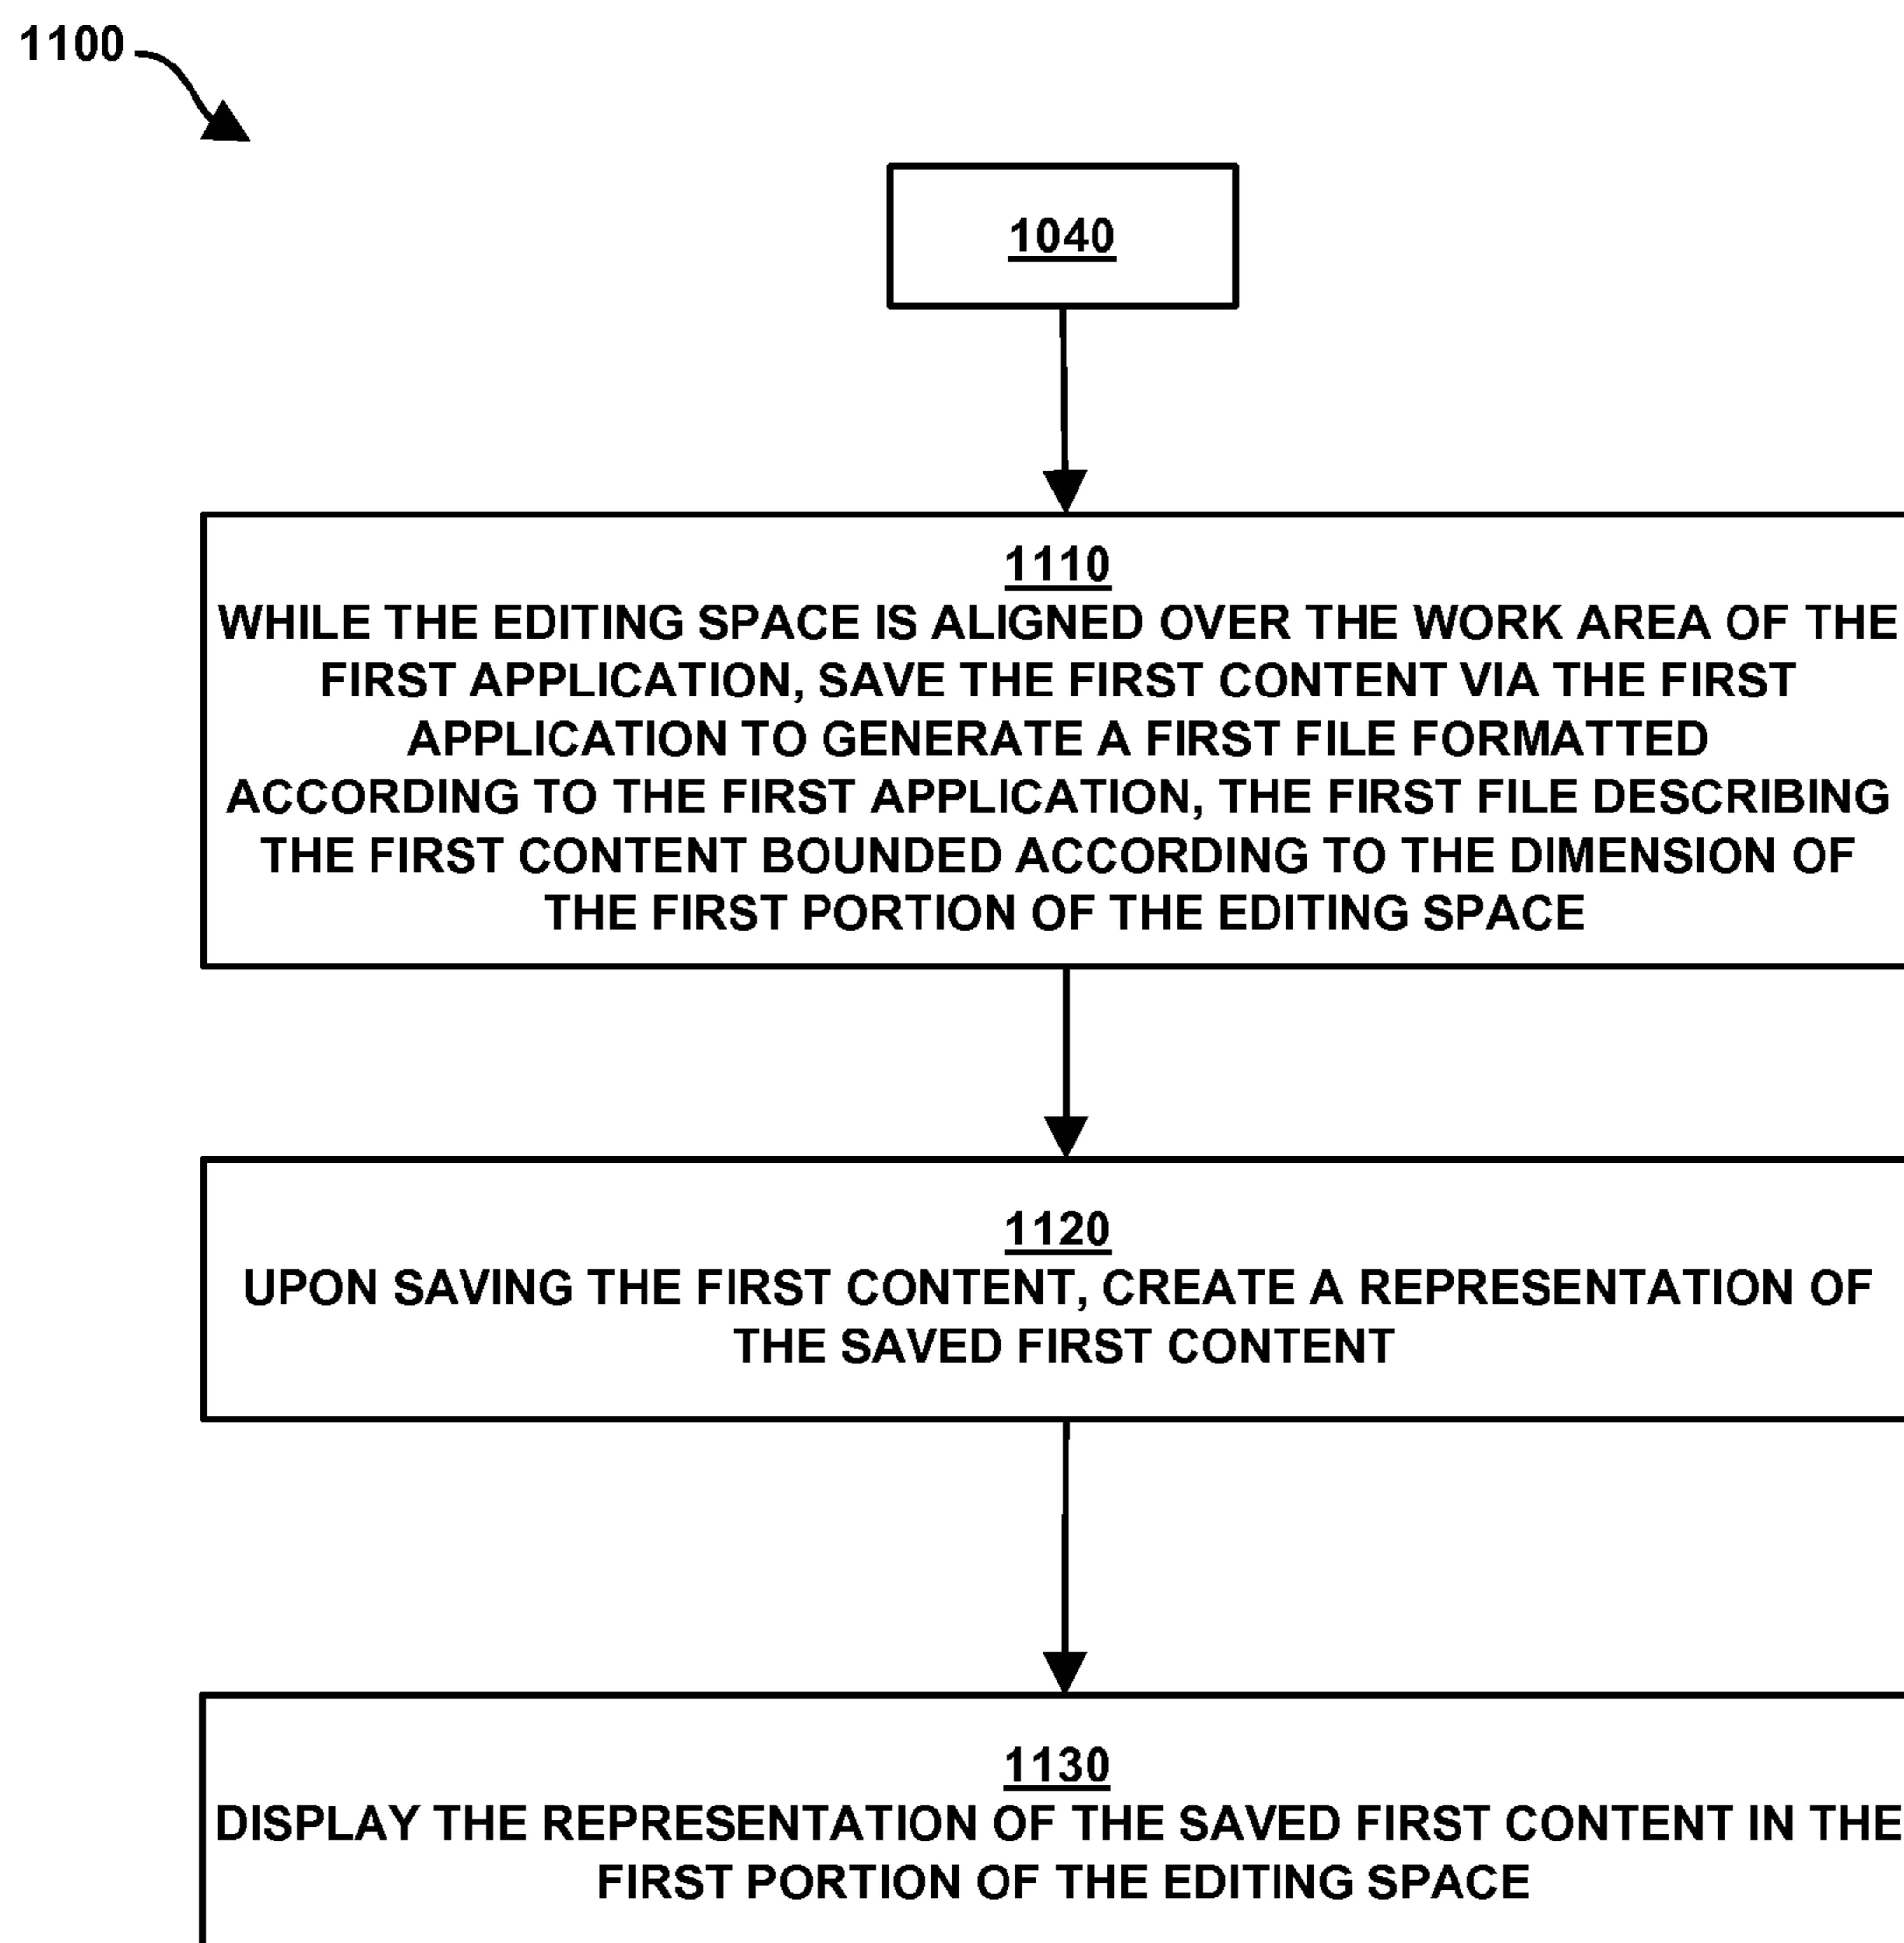 1100
1040
1110
WHILE THE EDITING SPACE IS ALIGNED OVER THE WORK AREA OF THE
FIRST APPLICATION, SAVE THE FIRST CONTENT VIA THE FIRST
APPLICATION TO GENERATE A FIRST FILE FORMATTED
ACCORDING TO THE FIRST APPLICATION, THE FIRST FILE DESCRIBING
THE FIRST CONTENT BOUNDED ACCORDING TO THE DIMENSION OF
THE FIRST PORTION OF THE EDITING SPACE
1120
UPON SAVING THE FIRST CONTENT, CREATE A REPRESENTATION OF
THE SAVED FIRST CONTENT
1130
DISPLAY THE REPRESENTATION OF THE SAVED FIRST CONTENT IN THE
FIRST PORTION OF THE EDITING SPACE